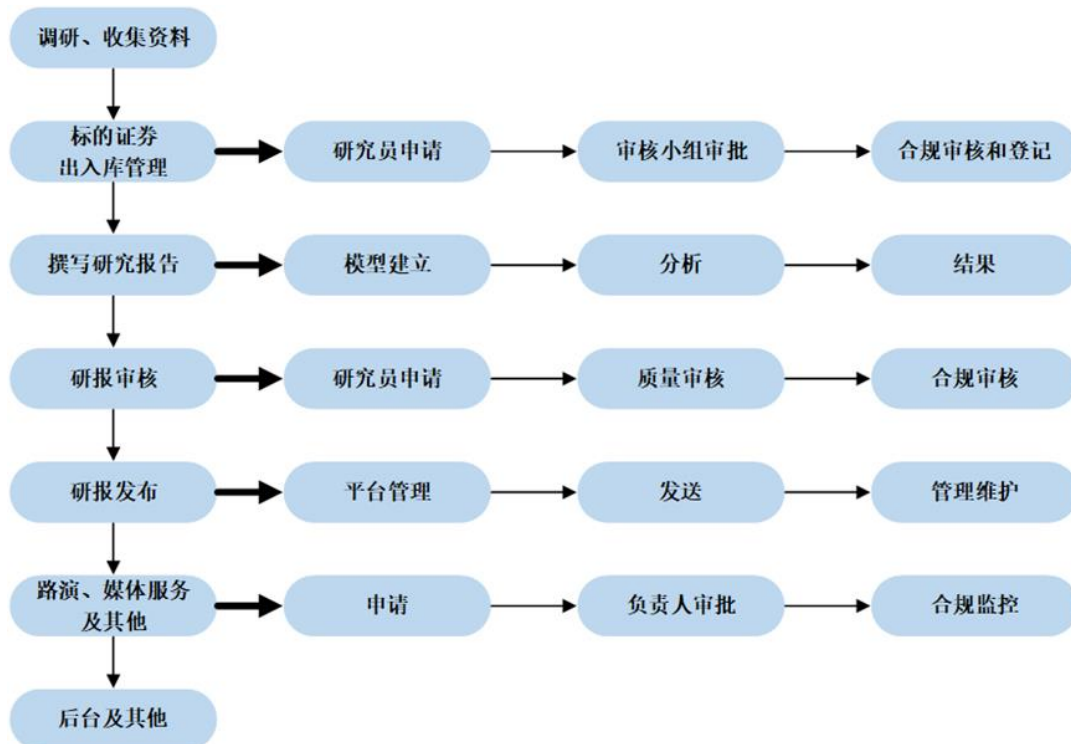 调研、收集资料
标的证券
出入库管理
研究员申请
审核小组审批
合规审核和登记
撰写研究报告
模型建立
分析
结果
研报审核
研究员申请
质量审核
合规审核
研报发布
平台管理
发送
管理维护
路演、媒体服务
及其他
申请
负责人审批
合规监控
后台及其他